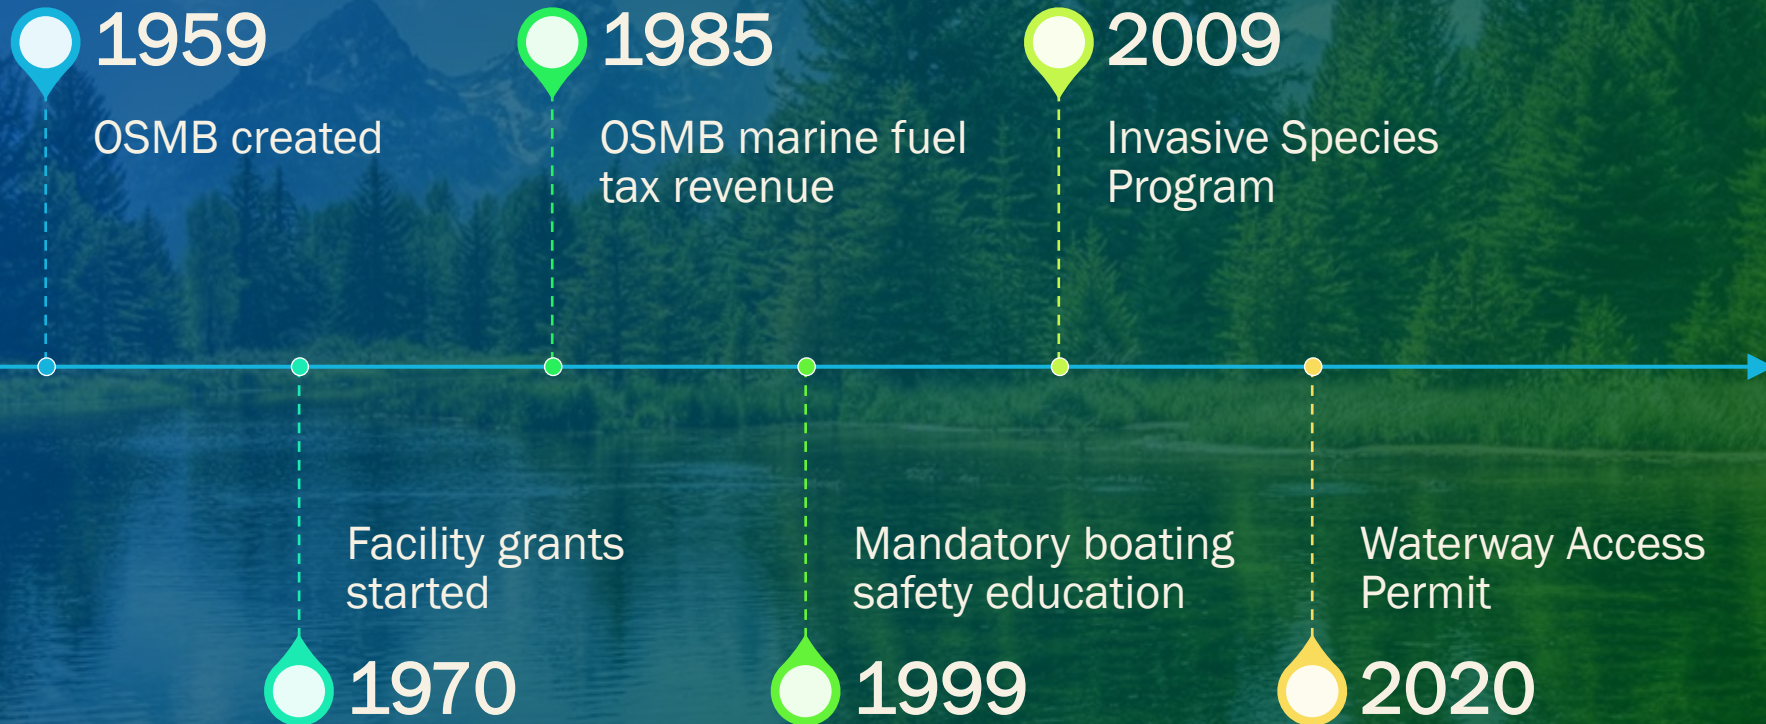 1959
OSMB created
1985
OSMB marine fuel
tax revenue
2009
Invasive Species
Program
Facility grants
started
1970
Mandatory boating
safety education
1999
Waterway Access
Permit
2020